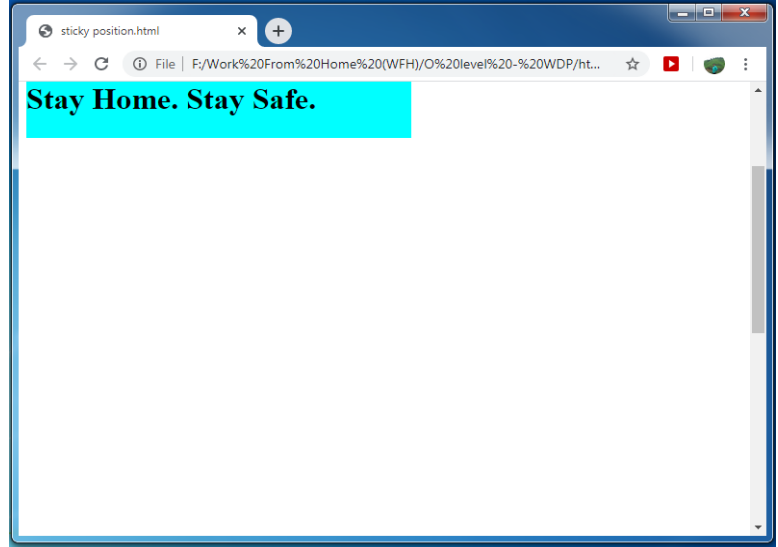 sticky position.html
File | F:/Work%20From%20Home%20(WFH)/O%20level%20-%20WDP/ht...
Stay Home. Stay Safe.